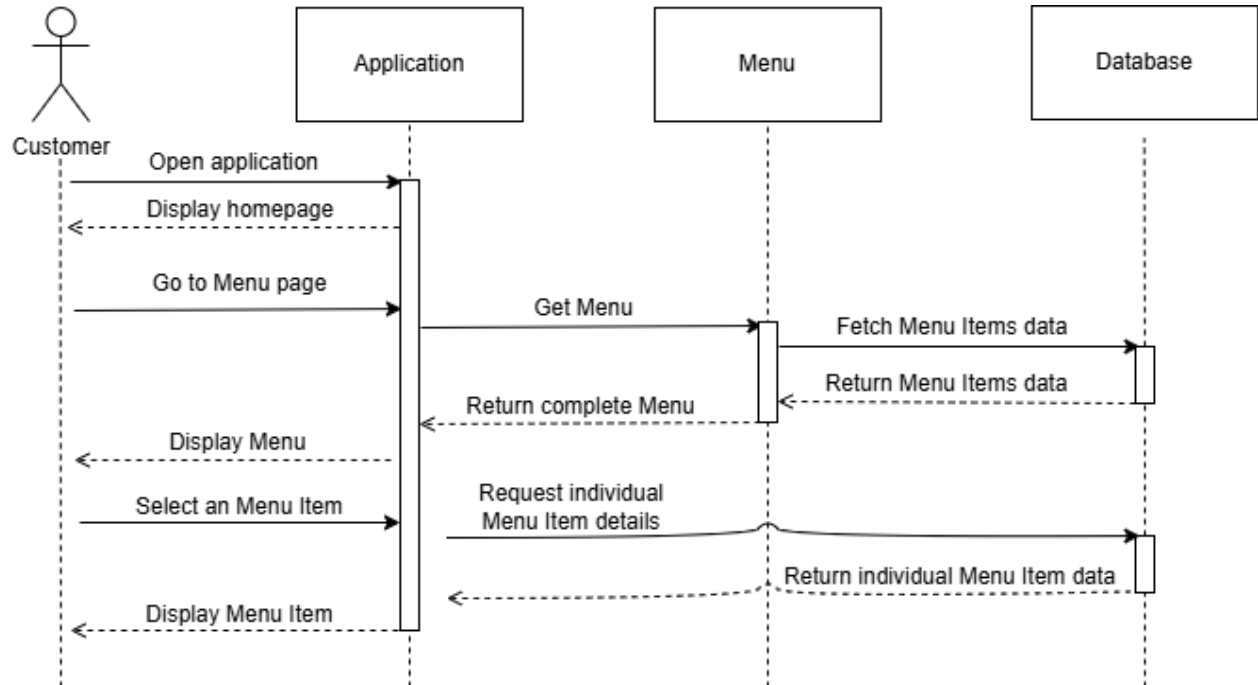 Application
Menu
Database
Customer
Open application
Display homepage
Go to Menu page
Get Menu
Fetch Menu Items data
Return Menu Items data
Return complete Menu
Display Menu
Select an Menu Item
Request individual
Menu Item details
Return individual Menu Item data
Display Menu Item